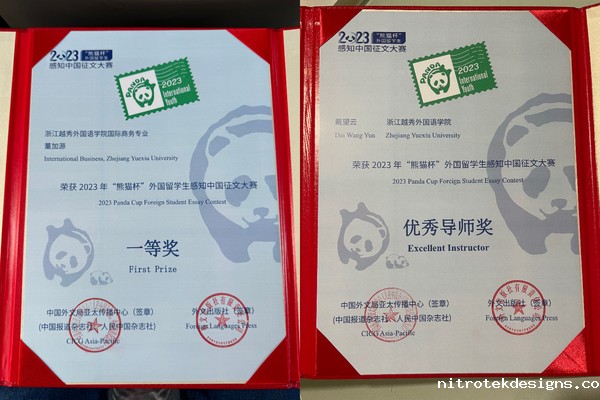 2023 "熊猫杯"
外国留学生
感知中国征文大赛
PANDA
2023
International
Youth
浙江越秀外国语学院国际商务专业
董加源
International Business, Zhejiang Yuexiu University
荣获 2023 年 "熊猫杯" 外国留学生感知中国征文大赛
2023 Panda Cup Foreign Student Essay Contest
一等奖
First Prize
中国外文局亚太传播中心（签章）
(中国报道杂志社、人民中国杂志社)
CICG Asia-Pacific
外文出版社（签章）
Foreign Languages Press
2023 "熊猫杯"
外国留学生
感知中国征文大赛
PANDA
2023
International
Youth
戴望云 浙江越秀外国语学院
Dai Wang Yun Zhejiang Yuexiu University
荣获 2023 年 "熊猫杯" 外国留学生感知中国征文大赛
2023 Panda Cup Foreign Student Essay Contest
优秀导师奖
Excellent Instructor
中国外文局亚太传播中心（签章）
(中国报道杂志社、人民中国杂志社)
CICG Asia-Pacific
外文出版社（签章）
Foreign Languages Press
nitrotekdesigns.co